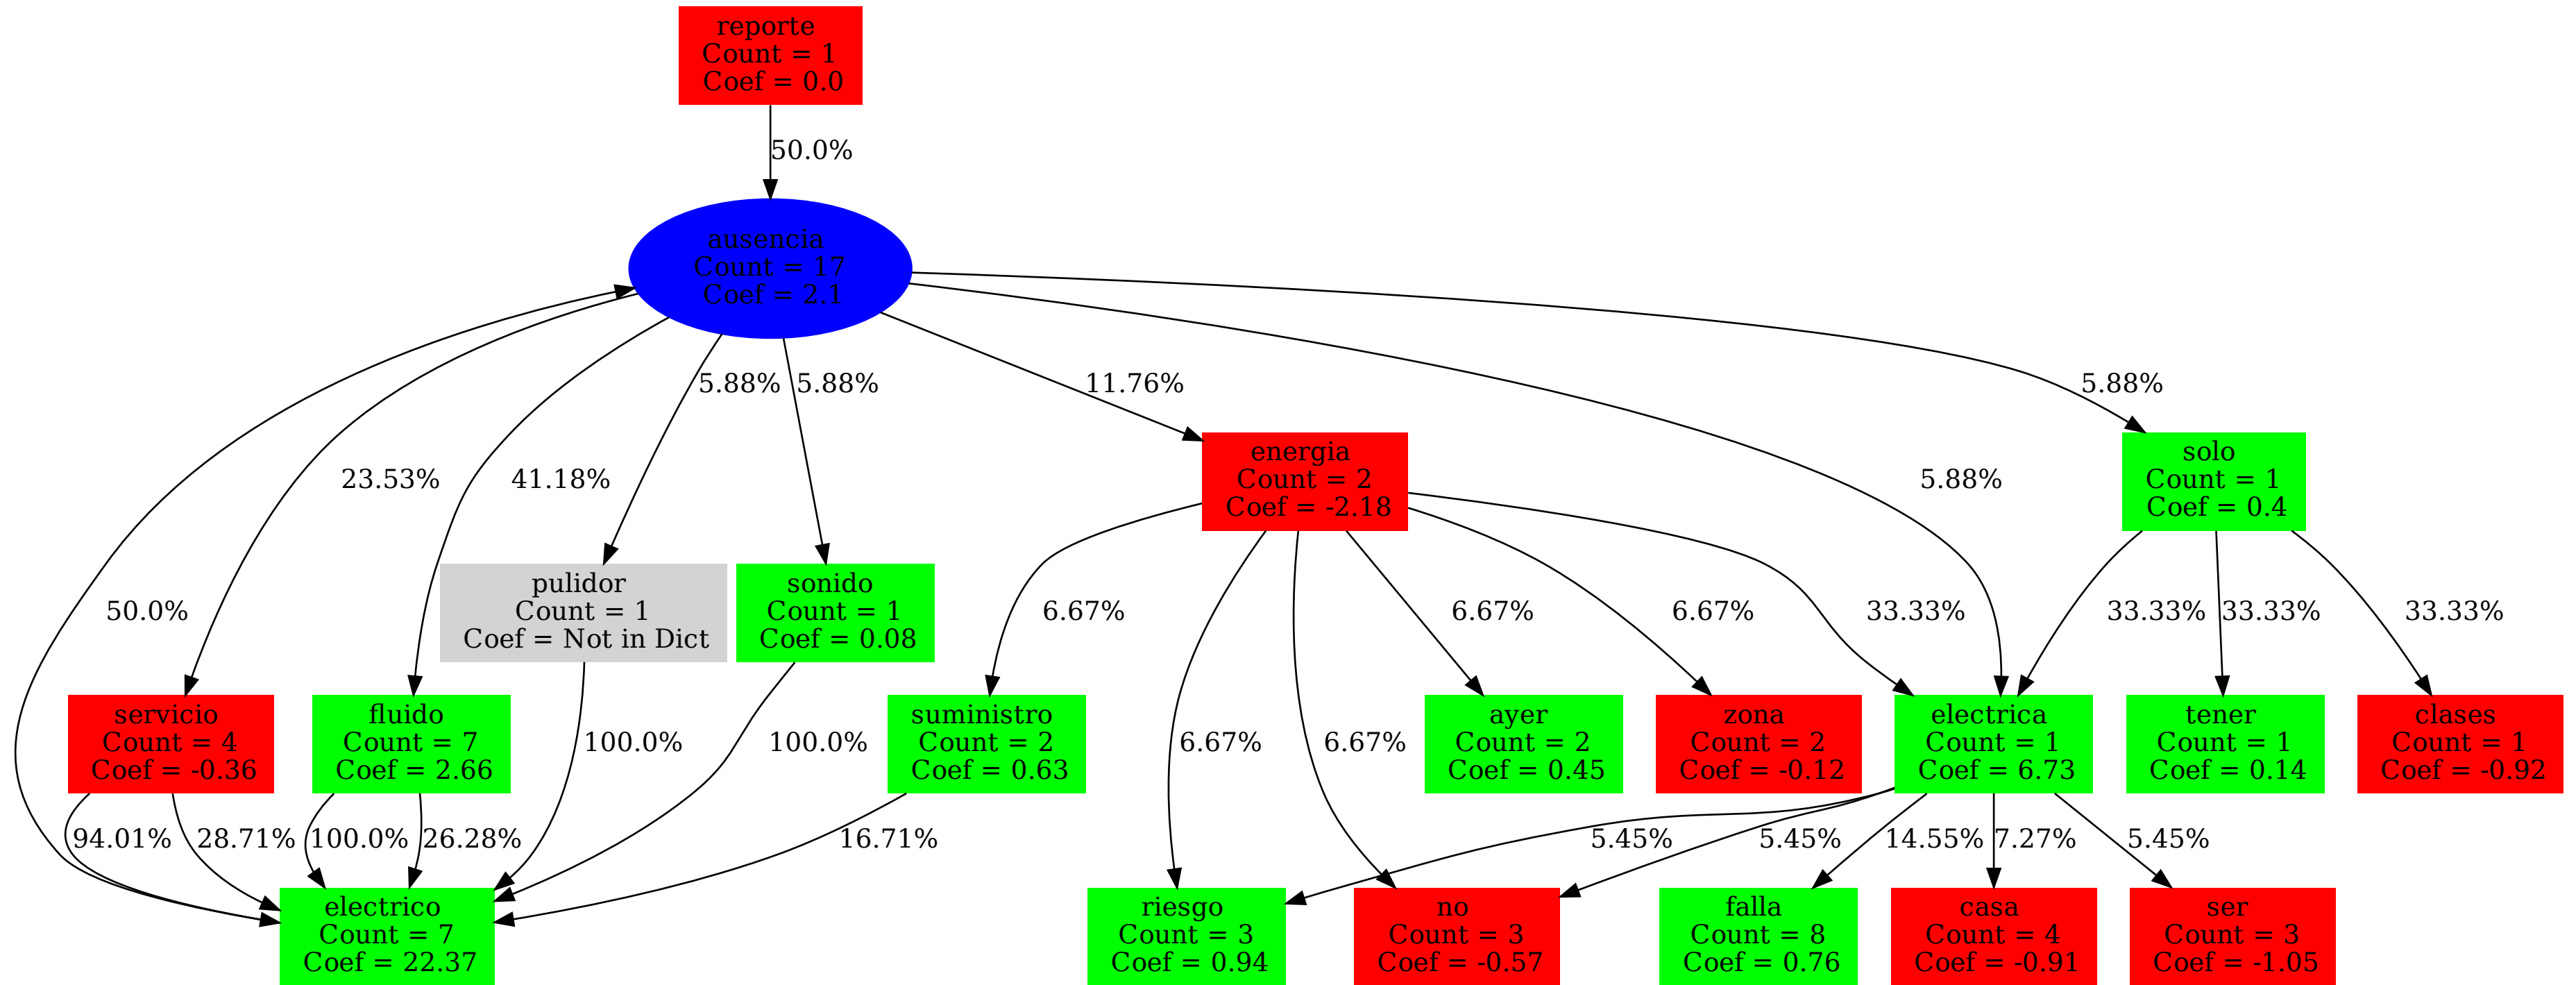 reporte
Count = 1
Coef = 0.0
50.0%
ausencia
Count = 17
Coef = 2.1
5.88%
5.88%
11.76%
5.88%
23.53%
41.18%
energia
Count = 2
Coef = -2.18
5.88%
solo
Count = 1
Coef = 0.4
50.0%
pulidor
Count = 1
Coef = Not in Dict
sonido
Count = 1
Coef = 0.08
6.67%
6.67%
6.67%
33.33%
33.33%
33.33%
33.33%
servicio
Count = 4
Coef = -0.36
fluido
Count = 7
Coef = 2.66
100.0%
100.0%
suministro
Count = 2
Coef = 0.63
6.67%
6.67%
ayer
Count = 2
Coef = 0.45
zona
Count = 2
Coef = -0.12
electrica
Count = 1
Coef = 6.73
tener
Count = 1
Coef = 0.14
clases
Count = 1
Coef = -0.92
94.01%
28.71%
100.0%
26.28%
16.71%
5.45%
5.45%
14.55%
7.27%
5.45%
electrico
Count = 7
Coef = 22.37
riesgo
Count = 3
Coef = 0.94
no
Count = 3
Coef = -0.57
falla
Count = 8
Coef = 0.76
casa
Count = 4
Coef = -0.91
ser
Count = 3
Coef = -1.05